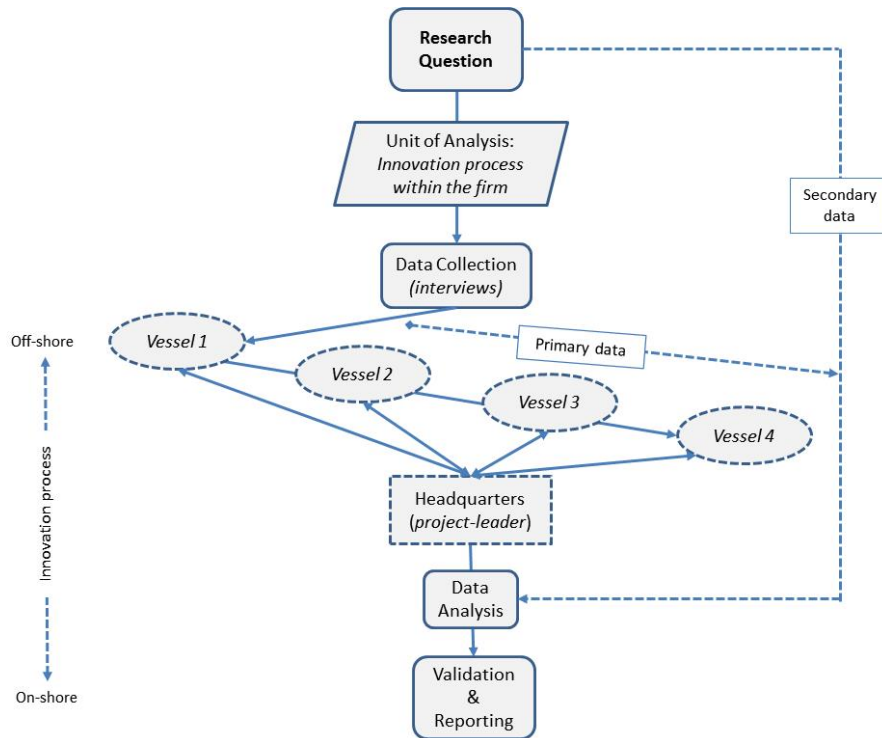 Research
Question
Unit of Analysis:
Innovation process
within the firm
Secondary
data
Data Collection
(interviews)
Off-shore
Vessel 1
Primary data
Vessel 2
Vessel 3
Vessel 4
Innovation process
Headquarters
(project-leader)
Data
Analysis
Validation
&
Reporting
On-shore